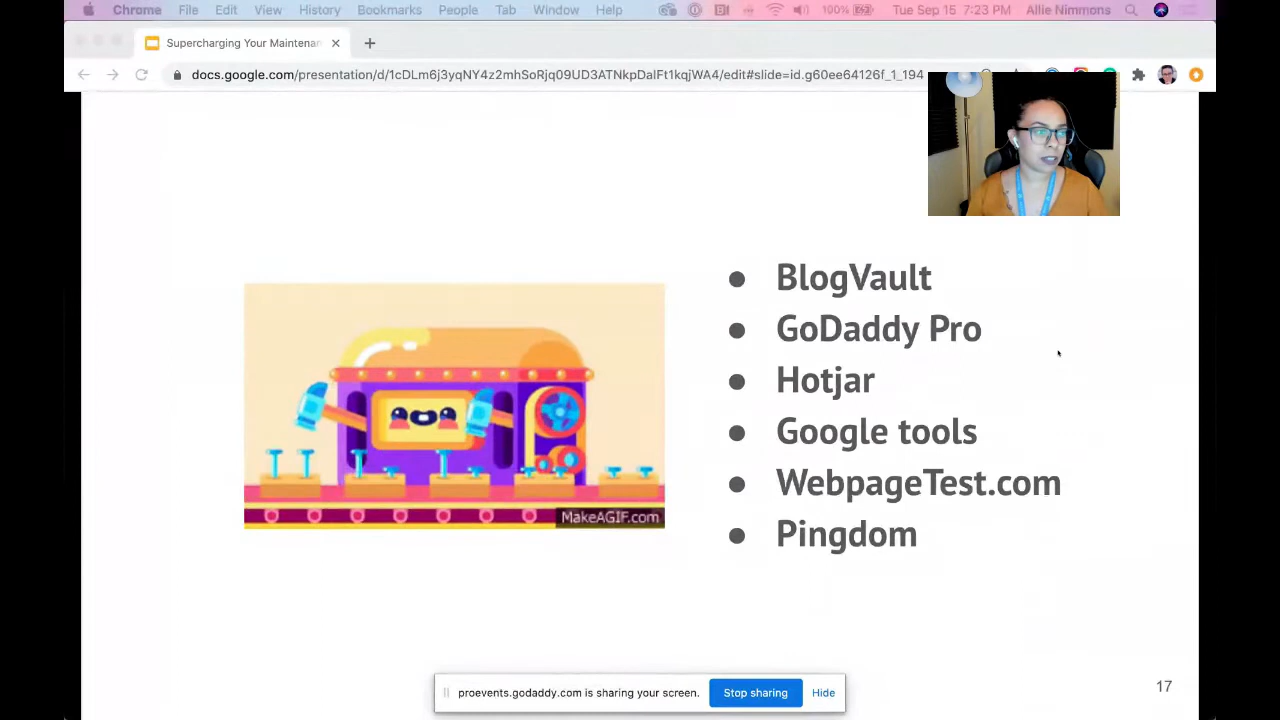 Chrome File Edit View History Bookmarks People Tab Window Help 100% Tue Sep 15 7:23 PM Allie Nimmons
Supercharging Your Maintenan
docs.google.com/presentation/d/1cDLm6j3yqNY4z2mhSoRjq09UD3ATNkpDalFt1kqjWA4/edit#slide=id.g60ee64126f_1_194
BlogVault
GoDaddy Pro
Hotjar
Google tools
WebpageTest.com
Pingdom
MakeAGIF.com
proevents.godaddy.com is sharing your screen. Stop sharing Hide
17